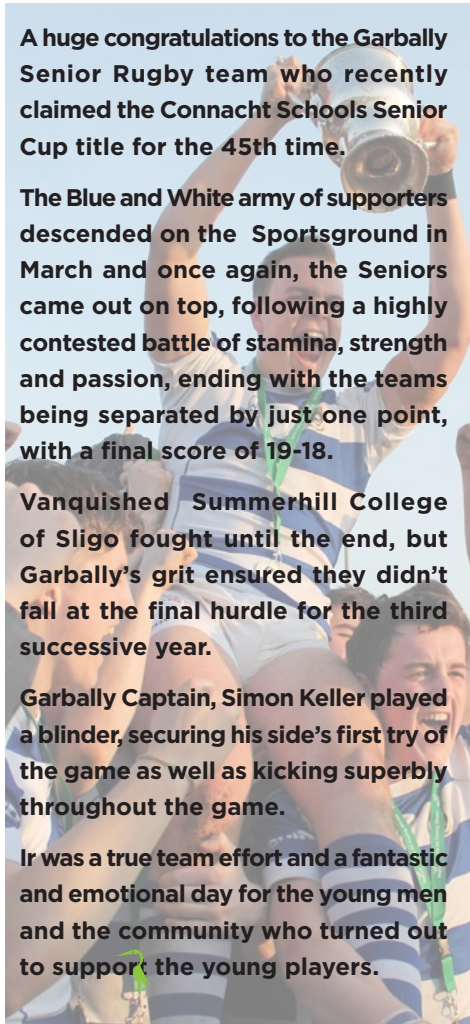 A huge congratulations to the Garbally
Senior Rugby team who recently
claimed the Connacht Schools Senior
Cup title for the 45th time.
The Blue and White army of supporters
descended on the Sportsground in
March and once again, the Seniors
came out on top, following a highly
contested battle of stamina, strength
and passion, ending with the teams
being separated by just one point,
with a final score of 19-18.
Vanquished Summerhill College
of Sligo fought until the end, but
Garbally’s grit ensured they didn’t
fall at the final hurdle for the third
successive year.
Garbally Captain, Simon Keller played
a blinder, securing his side’s first try of
the game as well as kicking superbly
throughout the game.
Ir was a true team effort and a fantastic
and emotional day for the young men
and the community who turned out
to support the young players.